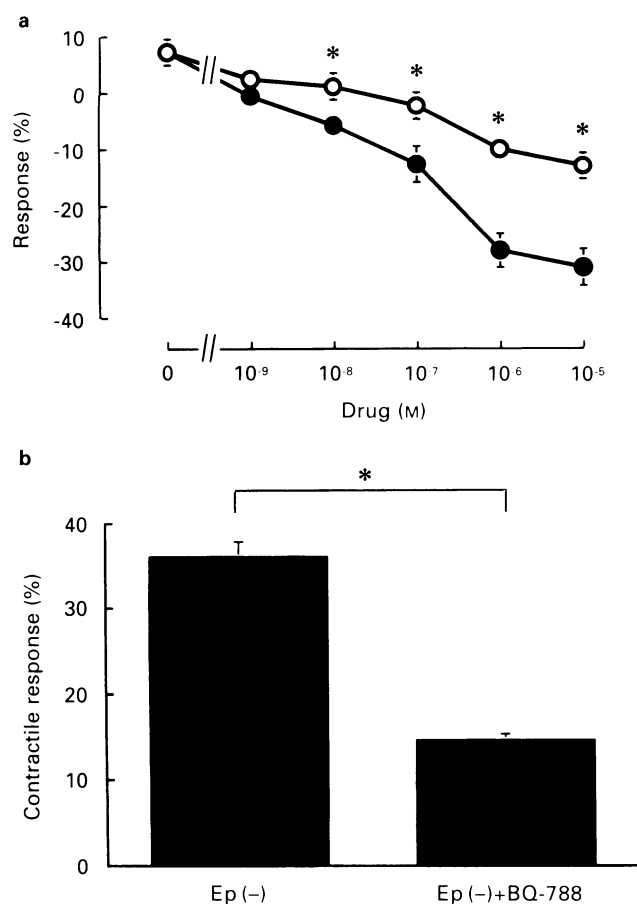 a
Response (%)
10
0
-10
-20
-30
-40
* * * *
0 10⁻⁹ 10⁻⁸ 10⁻⁷ 10⁻⁶ 10⁻⁵
Drug (M)
b
*
Contractile response (%)
40
30
20
10
0
Ep (−) Ep (−)+BQ-788